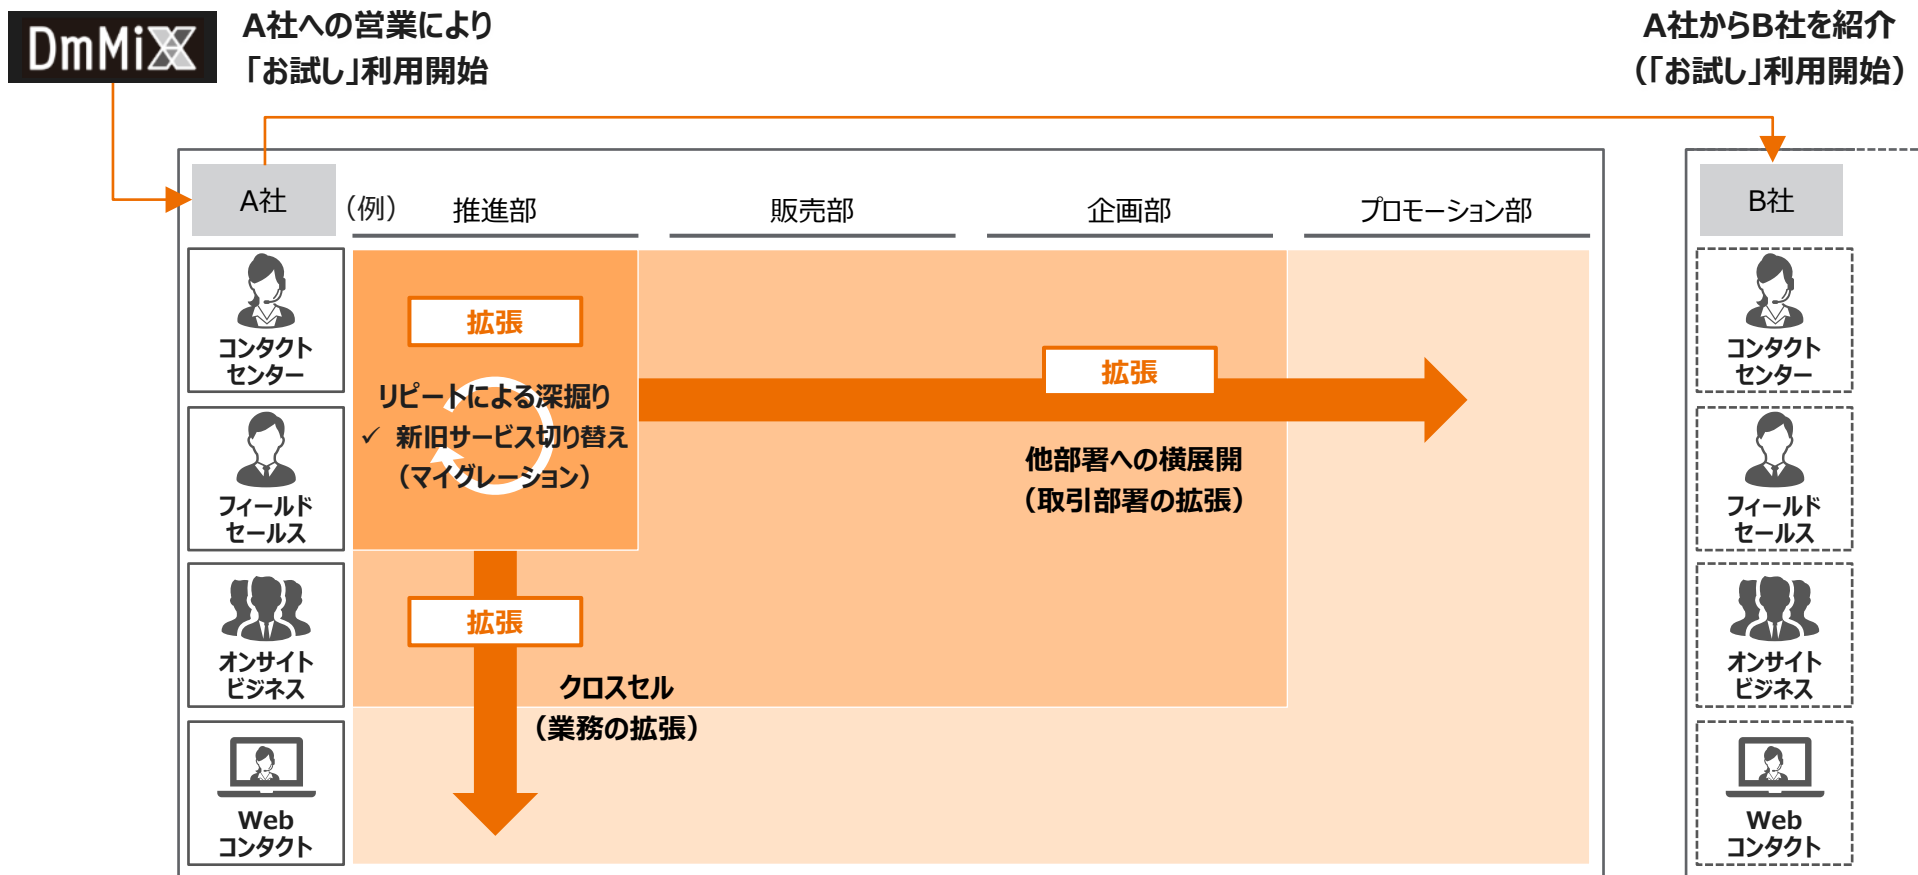 DmMiX
A社への営業により
「お試し」利用開始
A社からB社を紹介
（「お試し」利用開始）
A社
（例）
推進部
販売部
企画部
プロモーション部
B社
コンタクト
センター
フィールド
セールス
オンサイト
ビジネス
Web
コンタクト
拡張
リピートによる深掘り
✓ 新旧サービス切り替え
（マイグレーション）
拡張
他部署への横展開
（取引部署の拡張）
拡張
クロスセル
（業務の拡張）
コンタクト
センター
フィールド
セールス
オンサイト
ビジネス
Web
コンタクト